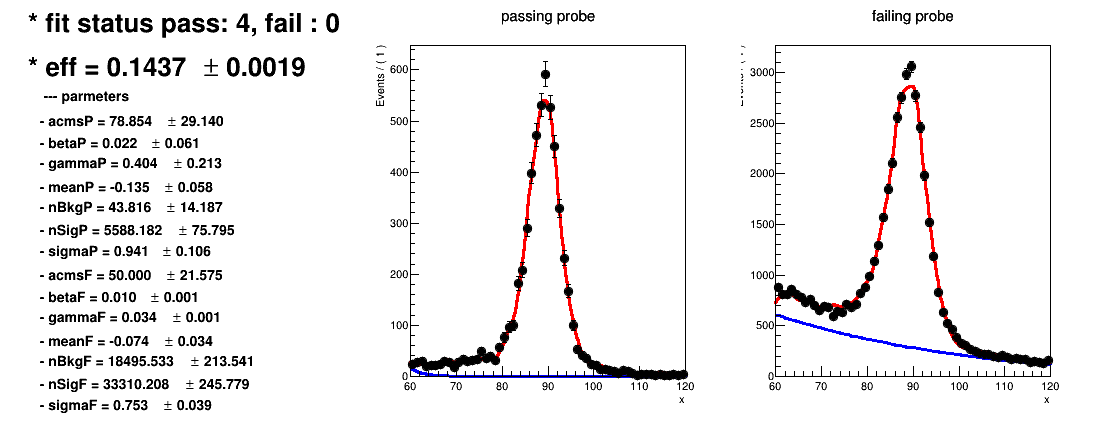 * fit status pass: 4, fail : 0
* eff = 0.1437 ± 0.0019
--- parmeters
- acmsP = 78.854 ± 29.140
- betaP = 0.022 ± 0.061
- gammaP = 0.404 ± 0.213
- meanP = -0.135 ± 0.058
- nBkgP = 43.816 ± 14.187
- nSigP = 5588.182 ± 75.795
- sigmaP = 0.941 ± 0.106
- acmsF = 50.000 ± 21.575
- betaF = 0.010 ± 0.001
- gammaF = 0.034 ± 0.001
- meanF = -0.074 ± 0.034
- nBkgF = 18495.533 ± 213.541
- nSigF = 33310.208 ± 245.779
- sigmaF = 0.753 ± 0.039
passing probe
Events / ( 1 )
600
500
400
300
200
100
0
60 70 80 90 100 110 120
x
failing probe
3000
2500
2000
1500
1000
500
0
60 70 80 90 100 110 120
x